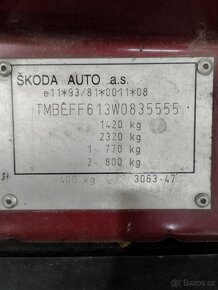 ŠKODA AUTO a.s.
e11*93/81*0011*08
TMBEFF613W0835555
1420 kg
2320 kg
1- 770 kg
2- 800 kg
400 kg 3063-47
Bazoš.cz